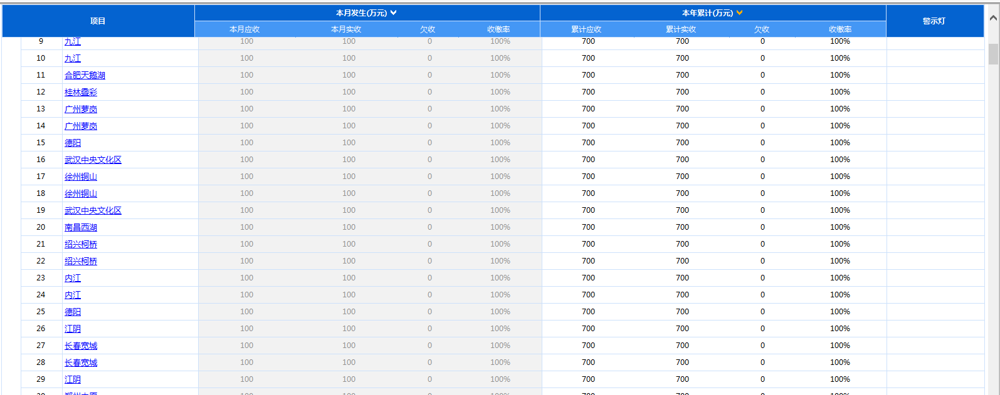 项目 本月发生(万元) 本年累计(万元) 警示灯
本月应收 本月实收 欠收 收缴率 累计应收 累计实收 欠收 收缴率
9 九江 100 100 0 100% 700 700 0 100%
10 九江 100 100 0 100% 700 700 0 100%
11 合肥天鹅湖 100 100 0 100% 700 700 0 100%
12 桂林叠彩 100 100 0 100% 700 700 0 100%
13 广州萝岗 100 100 0 100% 700 700 0 100%
14 广州萝岗 100 100 0 100% 700 700 0 100%
15 德阳 100 100 0 100% 700 700 0 100%
16 武汉中央文化区 100 100 0 100% 700 700 0 100%
17 徐州铜山 100 100 0 100% 700 700 0 100%
18 徐州铜山 100 100 0 100% 700 700 0 100%
19 武汉中央文化区 100 100 0 100% 700 700 0 100%
20 南昌西湖 100 100 0 100% 700 700 0 100%
21 绍兴柯桥 100 100 0 100% 700 700 0 100%
22 绍兴柯桥 100 100 0 100% 700 700 0 100%
23 内江 100 100 0 100% 700 700 0 100%
24 内江 100 100 0 100% 700 700 0 100%
25 德阳 100 100 0 100% 700 700 0 100%
26 江阴 100 100 0 100% 700 700 0 100%
27 长春宽城 100 100 0 100% 700 700 0 100%
28 长春宽城 100 100 0 100% 700 700 0 100%
29 江阴 100 100 0 100% 700 700 0 100%